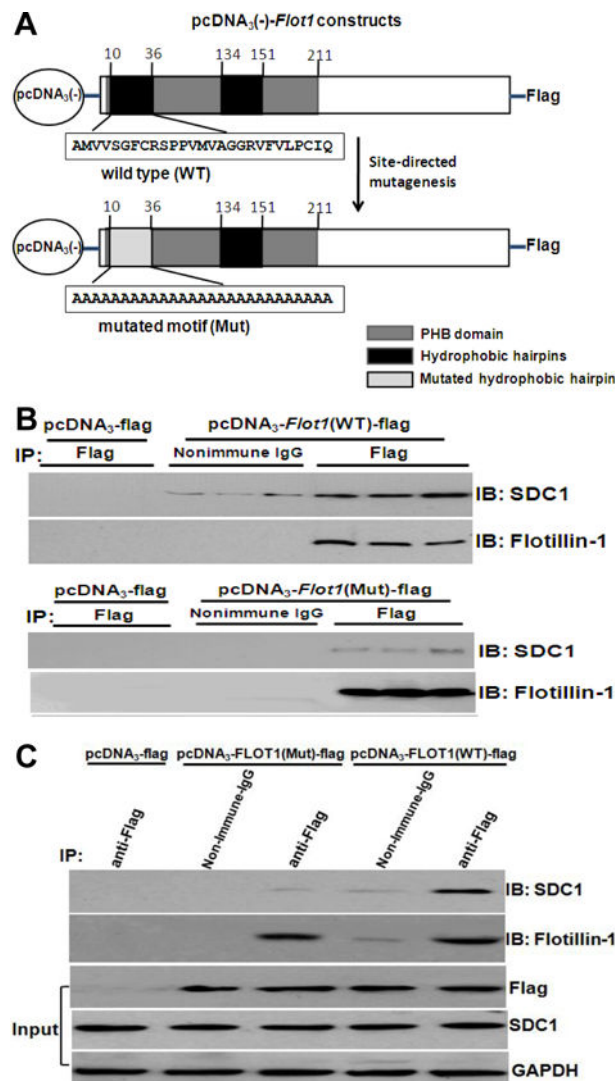 A
pcDNA₃(-)-Flot1 constructs
10 36 134 151 211
pcDNA₃(-)
Flag
AMVVSGFCRSPPVMVAGGRVFVLPCIQ
wild type (WT)
Site-directed
mutagenesis
10 36 134 151 211
pcDNA₃(-)
Flag
AAAAAAAAAAAAAAAAAAAAAAAAAAA
mutated motif (Mut)
PHB domain
Hydrophobic hairpins
Mutated hydrophobic hairpin
B
pcDNA₃-flag pcDNA₃-Flot1(WT)-flag
IP: Flag Nonimmune IgG Flag
IB: SDC1
IB: Flotillin-1
pcDNA₃-flag pcDNA₃-Flot1(Mut)-flag
IP: Flag Nonimmune IgG Flag
IB: SDC1
IB: Flotillin-1
C
pcDNA₃-flag pcDNA₃-FLOT1(Mut)-flag pcDNA₃-FLOT1(WT)-flag
IP: anti-Flag Non-Immune-IgG anti-Flag Non-Immune-IgG anti-Flag
IB: SDC1
IB: Flotillin-1
Input
Flag
SDC1
GAPDH